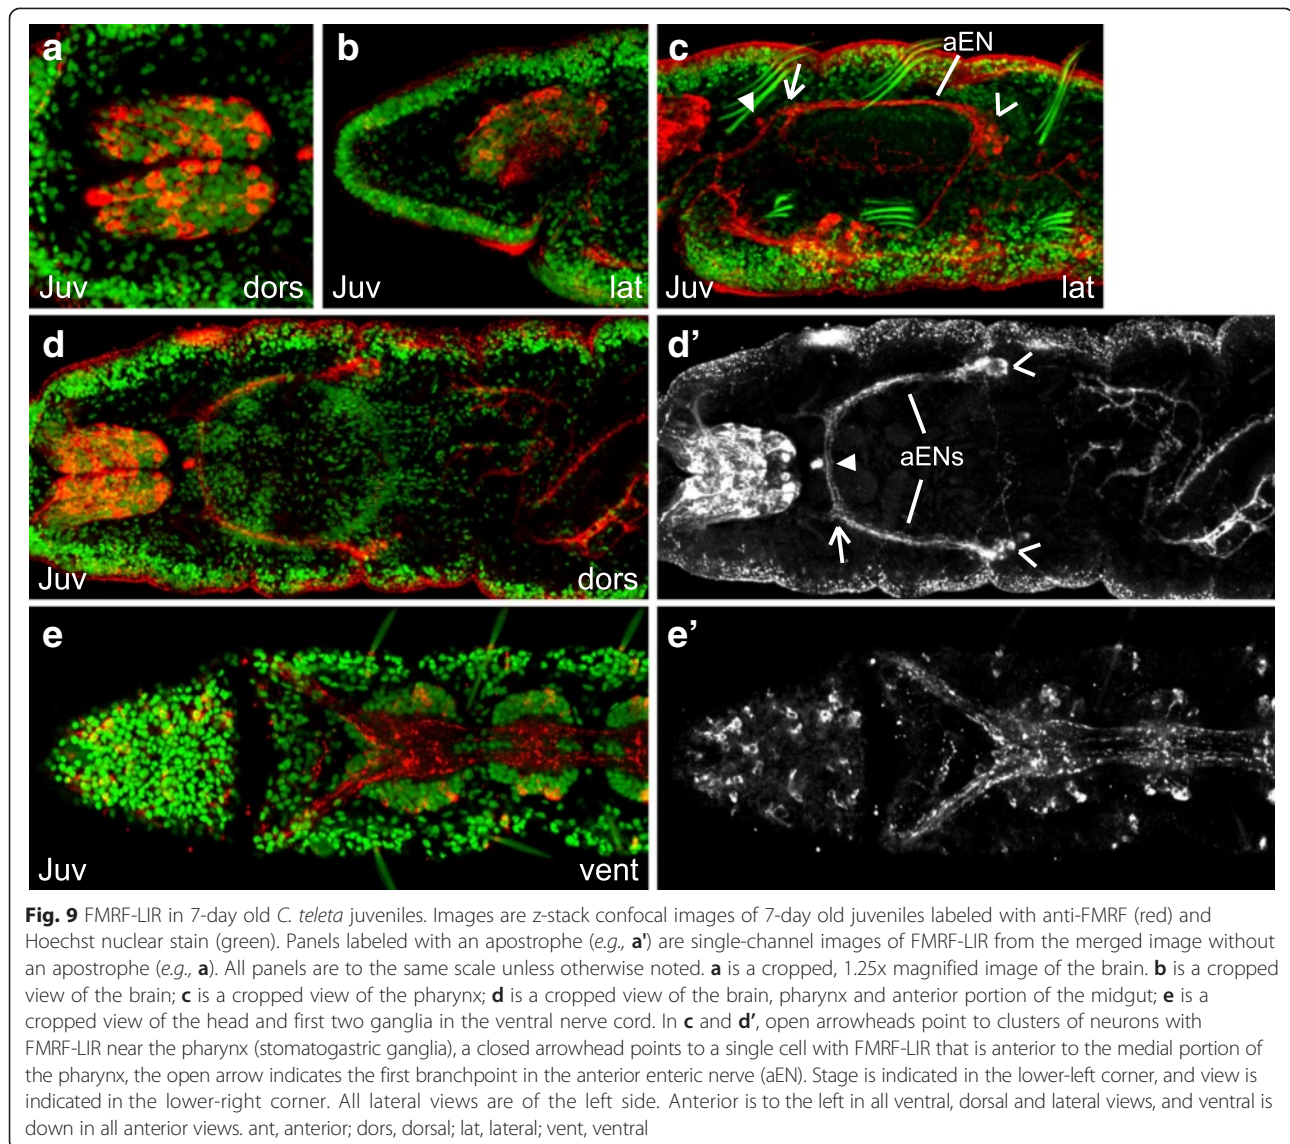 a
b
c
aEN
Juv
dors
Juv
lat
Juv
lat
d
d’
aENs
Juv
dors
e
e’
Juv
vent
Fig. 9 FMRF-LIR in 7-day old C. teleta juveniles. Images are z-stack confocal images of 7-day old juveniles labeled with anti-FMRF (red) and
Hoechst nuclear stain (green). Panels labeled with an apostrophe (e.g., a') are single-channel images of FMRF-LIR from the merged image without
an apostrophe (e.g., a). All panels are to the same scale unless otherwise noted. a is a cropped, 1.25x magnified image of the brain. b is a cropped
view of the brain; c is a cropped view of the pharynx; d is a cropped view of the brain, pharynx and anterior portion of the midgut; e is a
cropped view of the head and first two ganglia in the ventral nerve cord. In c and d’, open arrowheads point to clusters of neurons with
FMRF-LIR near the pharynx (stomatogastric ganglia), a closed arrowhead points to a single cell with FMRF-LIR that is anterior to the medial portion of
the pharynx, the open arrow indicates the first branchpoint in the anterior enteric nerve (aEN). Stage is indicated in the lower-left corner, and view is
indicated in the lower-right corner. All lateral views are of the left side. Anterior is to the left in all ventral, dorsal and lateral views, and ventral is
down in all anterior views. ant, anterior; dors, dorsal; lat, lateral; vent, ventral